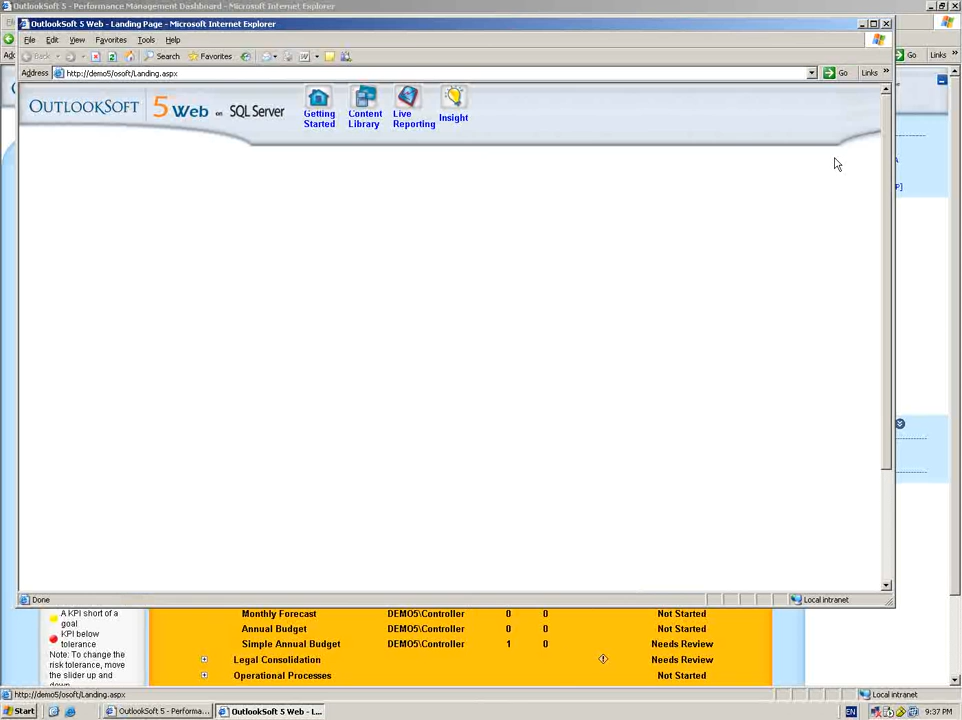 OutlookSoft 5 - Performance Management Dashboard - Microsoft Internet Explorer
OutlookSoft 5 Web - Landing Page - Microsoft Internet Explorer
File Edit View Favorites Tools Help
Back Search Favorites
Address http://demo5/osoft/Landing.aspx Go Links »
Go Links »
OUTLOOKSOFT 5 Web on SQL Server
Getting Started
Content Library
Live Reporting
Insight
Done Local intranet
A KPI short of a
goal
KPI below
tolerance
Note: To change the
risk tolerance, move
the slider up and
down
Monthly Forecast DEMO5\Controller 0 0 Not Started
Annual Budget DEMO5\Controller 0 0 Not Started
Simple Annual Budget DEMO5\Controller 1 0 Needs Review
Legal Consolidation Needs Review
Operational Processes Not Started
http://demo5/osoft/Landing.aspx Local intranet
Start OutlookSoft 5 - Performa... OutlookSoft 5 Web - L... EN 9:37 PM